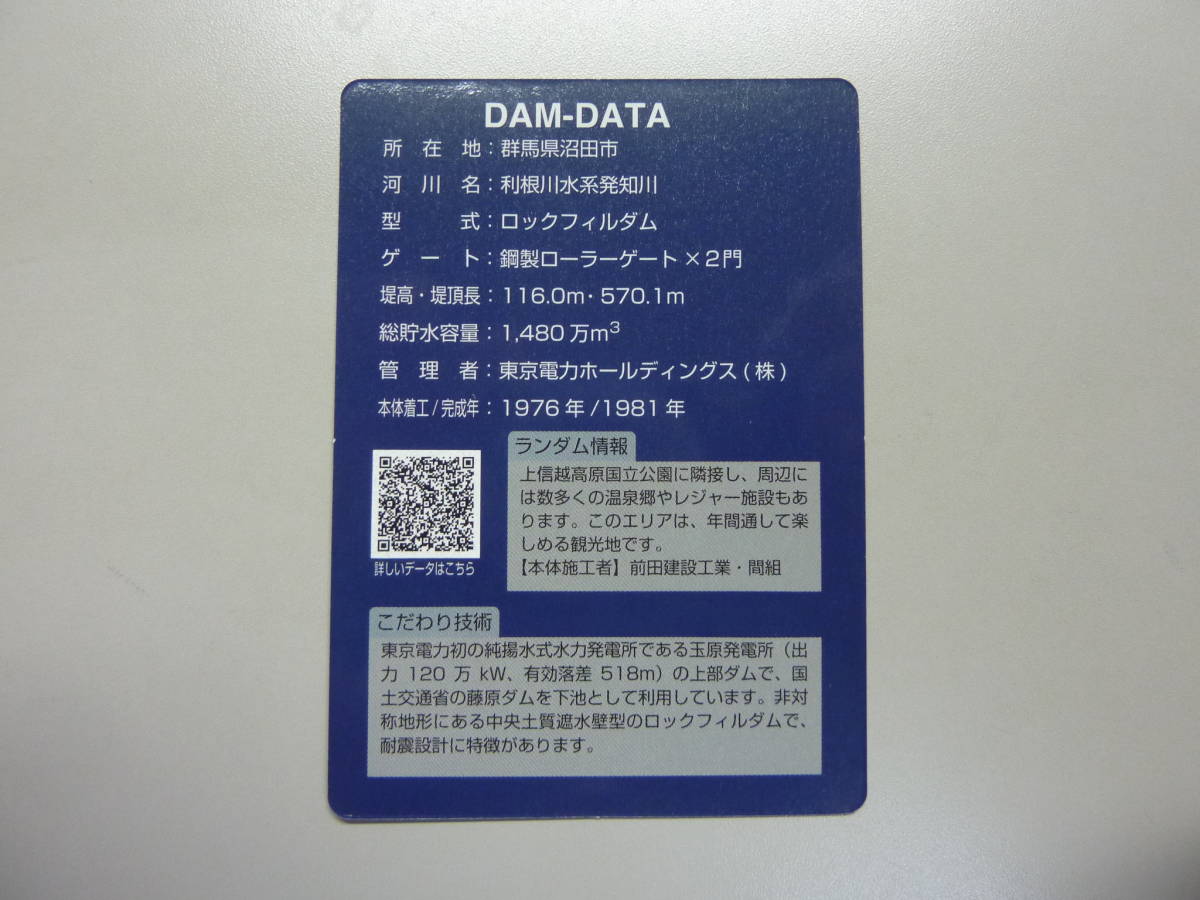 DAM-DATA
所在地：群馬県沼田市
河川名：利根川水系発知川
型式：ロックフィルダム
ゲート：鋼製ローラーゲート×2門
堤高・堤頂長：116.0m・570.1m
総貯水容量：1,480万m³
管理者：東京電力ホールディングス(株)
本体着工/完成年：1976年/1981年
ランダム情報
上信越高原国立公園に隣接し、周辺に
は数多くの温泉郷やレジャー施設もあ
ります。このエリアは、年間通して楽
しめる観光地です。
【本体施工者】前田建設工業・間組
詳しいデータはこちら
こだわり技術
東京電力初の純揚水式水力発電所である玉原発電所（出
力120万kW、有効落差518m）の上部ダムで、国
土交通省の藤原ダムを下池として利用しています。非対
称地形にある中央土質遮水壁型のロックフィルダムで、
耐震設計に特徴があります。